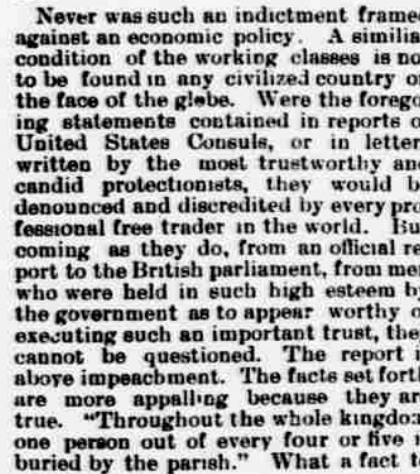 Never was such an indictment framed
against an economic policy. A similia
condition of the working classes is no
to be found in any civilized country o
the face of the globe. Were the forego
ing statements contained in reports o
United States Consuls, or in letter
written by the most trustworthy and
candid protectionists, they would b
denounced and discredited by every pro
fessional free trader in the world. Bu
coming as they do, from an official re
port to the British parliament, from me
who were held in such high esteem b
the government as to appear worthy o
executing such an important trust, the
cannot be questioned. The report i
above impeachment. The facts set fort
are more appalling because they ar
true. "Throughout the whole kingdom
one person out of every four or five i
buried by the parish." What a fact i